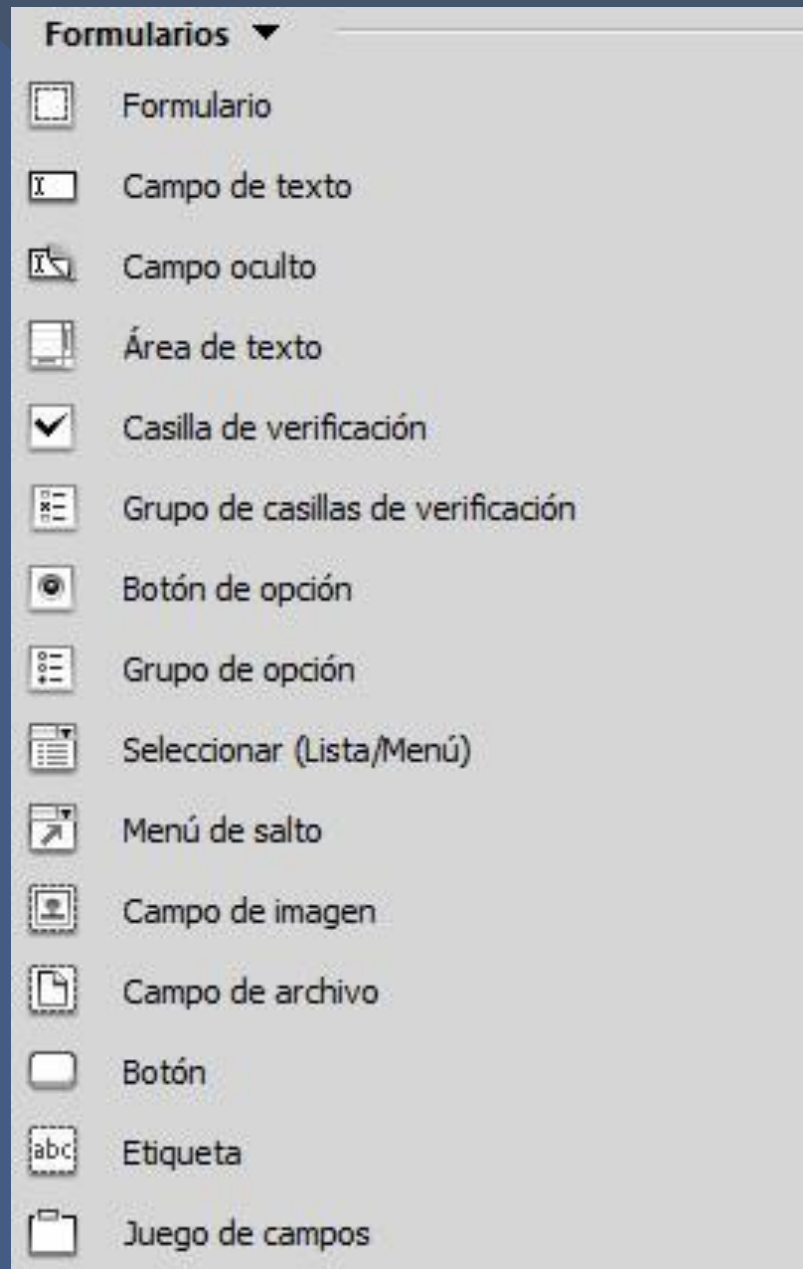 Formularios
Formulario
Campo de texto
Campo oculto
Área de texto
Casilla de verificación
Grupo de casillas de verificación
Botón de opción
Grupo de opción
Seleccionar (Lista/Menú)
Menú de salto
Campo de imagen
Campo de archivo
Botón
abc Etiqueta
Juego de campos